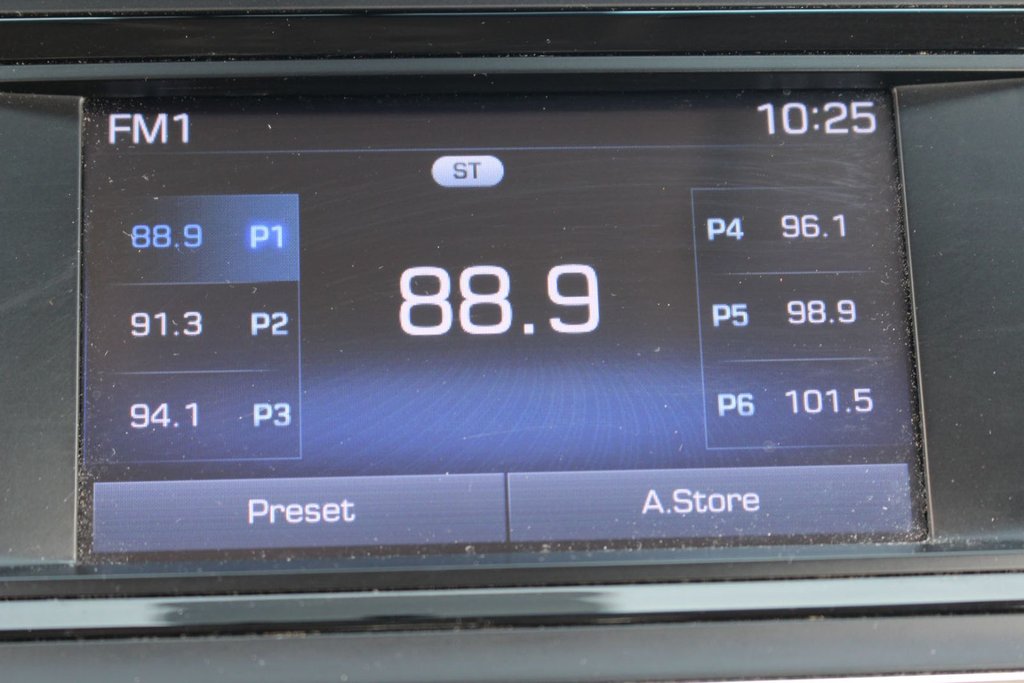 FM1 10:25
ST
88.9 P1
91.3 P2
94.1 P3
88.9
P4 96.1
P5 98.9
P6 101.5
Preset A.Store